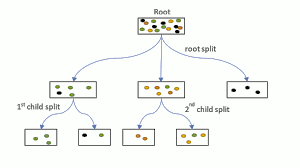 Root
root split
1st child split
2nd
child split